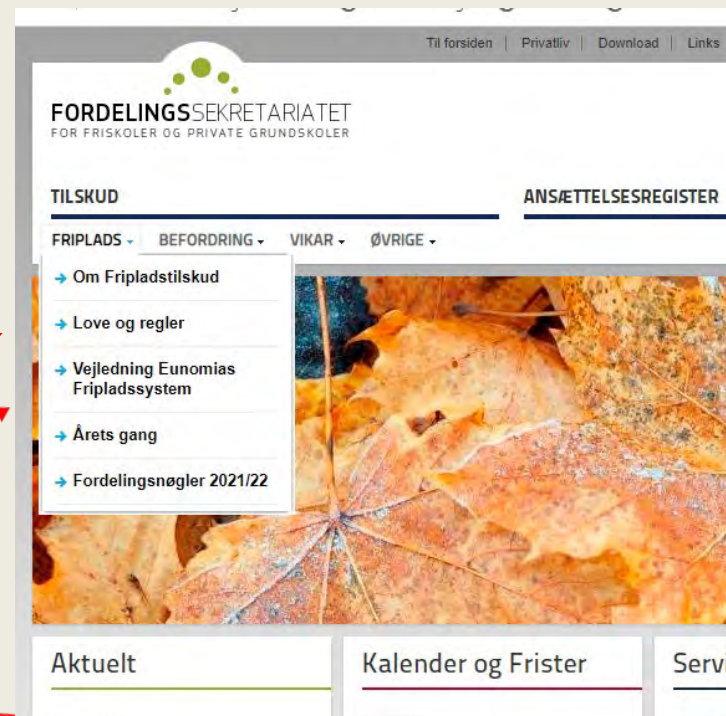 Til forsiden | Privatliv | Download | Links
FORDELINGSSEKRETARIATET
FOR FRISKOLER OG PRIVATE GRUNDSKOLER
TILSKUD
ANSÆTTELSESREGISTER
FRIPLADS
BEFORDRING
VIKAR
ØVRIGE
Om Fripladstilskud
Love og regler
Vejledning Eunomias
Fripladssystem
Årets gang
Fordelingsnøgler 2021/22
Aktuelt
Kalender og Frister